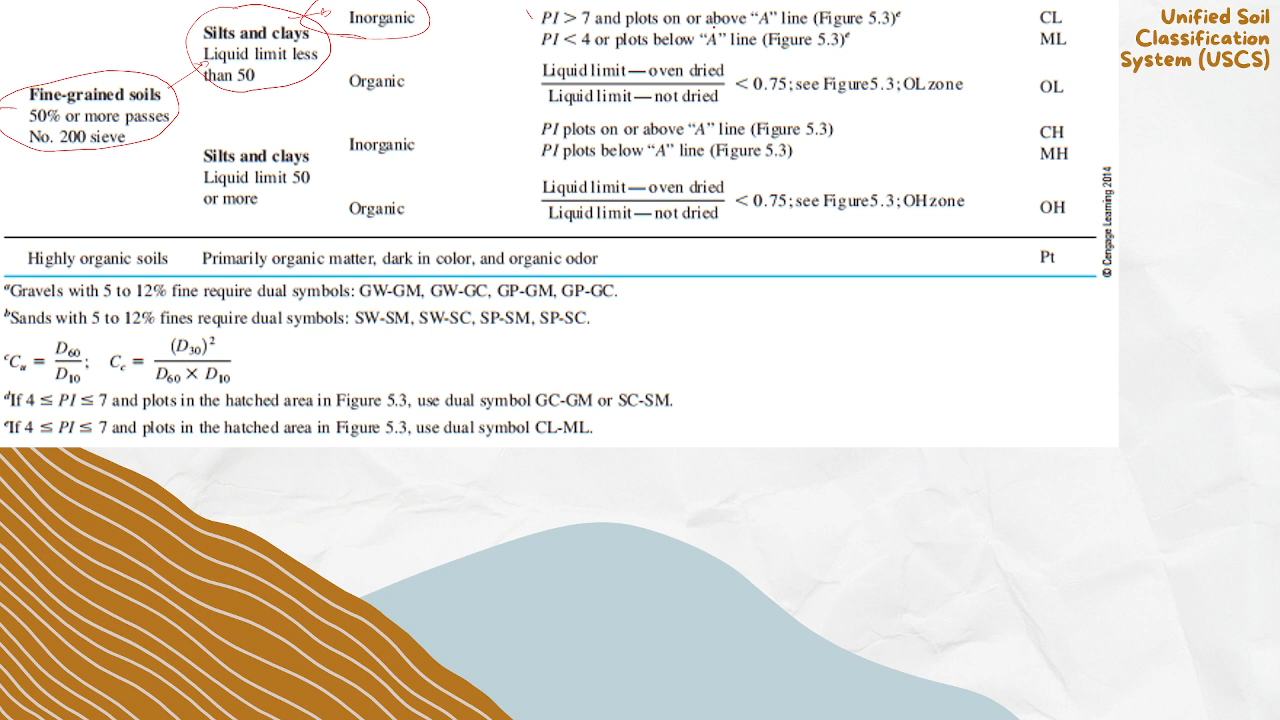 Unified Soil
Classification
System (USCS)
Inorganic PI > 7 and plots on or above “A” line (Figure 5.3)ᵉ CL
Silts and clays PI < 4 or plots below “A” line (Figure 5.3)ᵉ ML
Liquid limit less
than 50
Organic Liquid limit—oven dried / Liquid limit—not dried < 0.75; see Figure 5.3; OL zone OL
Fine-grained soils
50% or more passes
No. 200 sieve
Inorganic PI plots on or above “A” line (Figure 5.3) CH
Silts and clays PI plots below “A” line (Figure 5.3) MH
Liquid limit 50
or more
Organic Liquid limit—oven dried / Liquid limit—not dried < 0.75; see Figure 5.3; OH zone OH
Highly organic soils Primarily organic matter, dark in color, and organic odor Pt
© Cengage Learning 2014
ᵃGravels with 5 to 12% fine require dual symbols: GW-GM, GW-GC, GP-GM, GP-GC.
ᵇSands with 5 to 12% fines require dual symbols: SW-SM, SW-SC, SP-SM, SP-SC.
ᶜCᵤ = D₆₀ / D₁₀; C꜀ = (D₃₀)² / D₆₀ × D₁₀
ᵈIf 4 ≤ PI ≤ 7 and plots in the hatched area in Figure 5.3, use dual symbol GC-GM or SC-SM.
ᵉIf 4 ≤ PI ≤ 7 and plots in the hatched area in Figure 5.3, use dual symbol CL-ML.